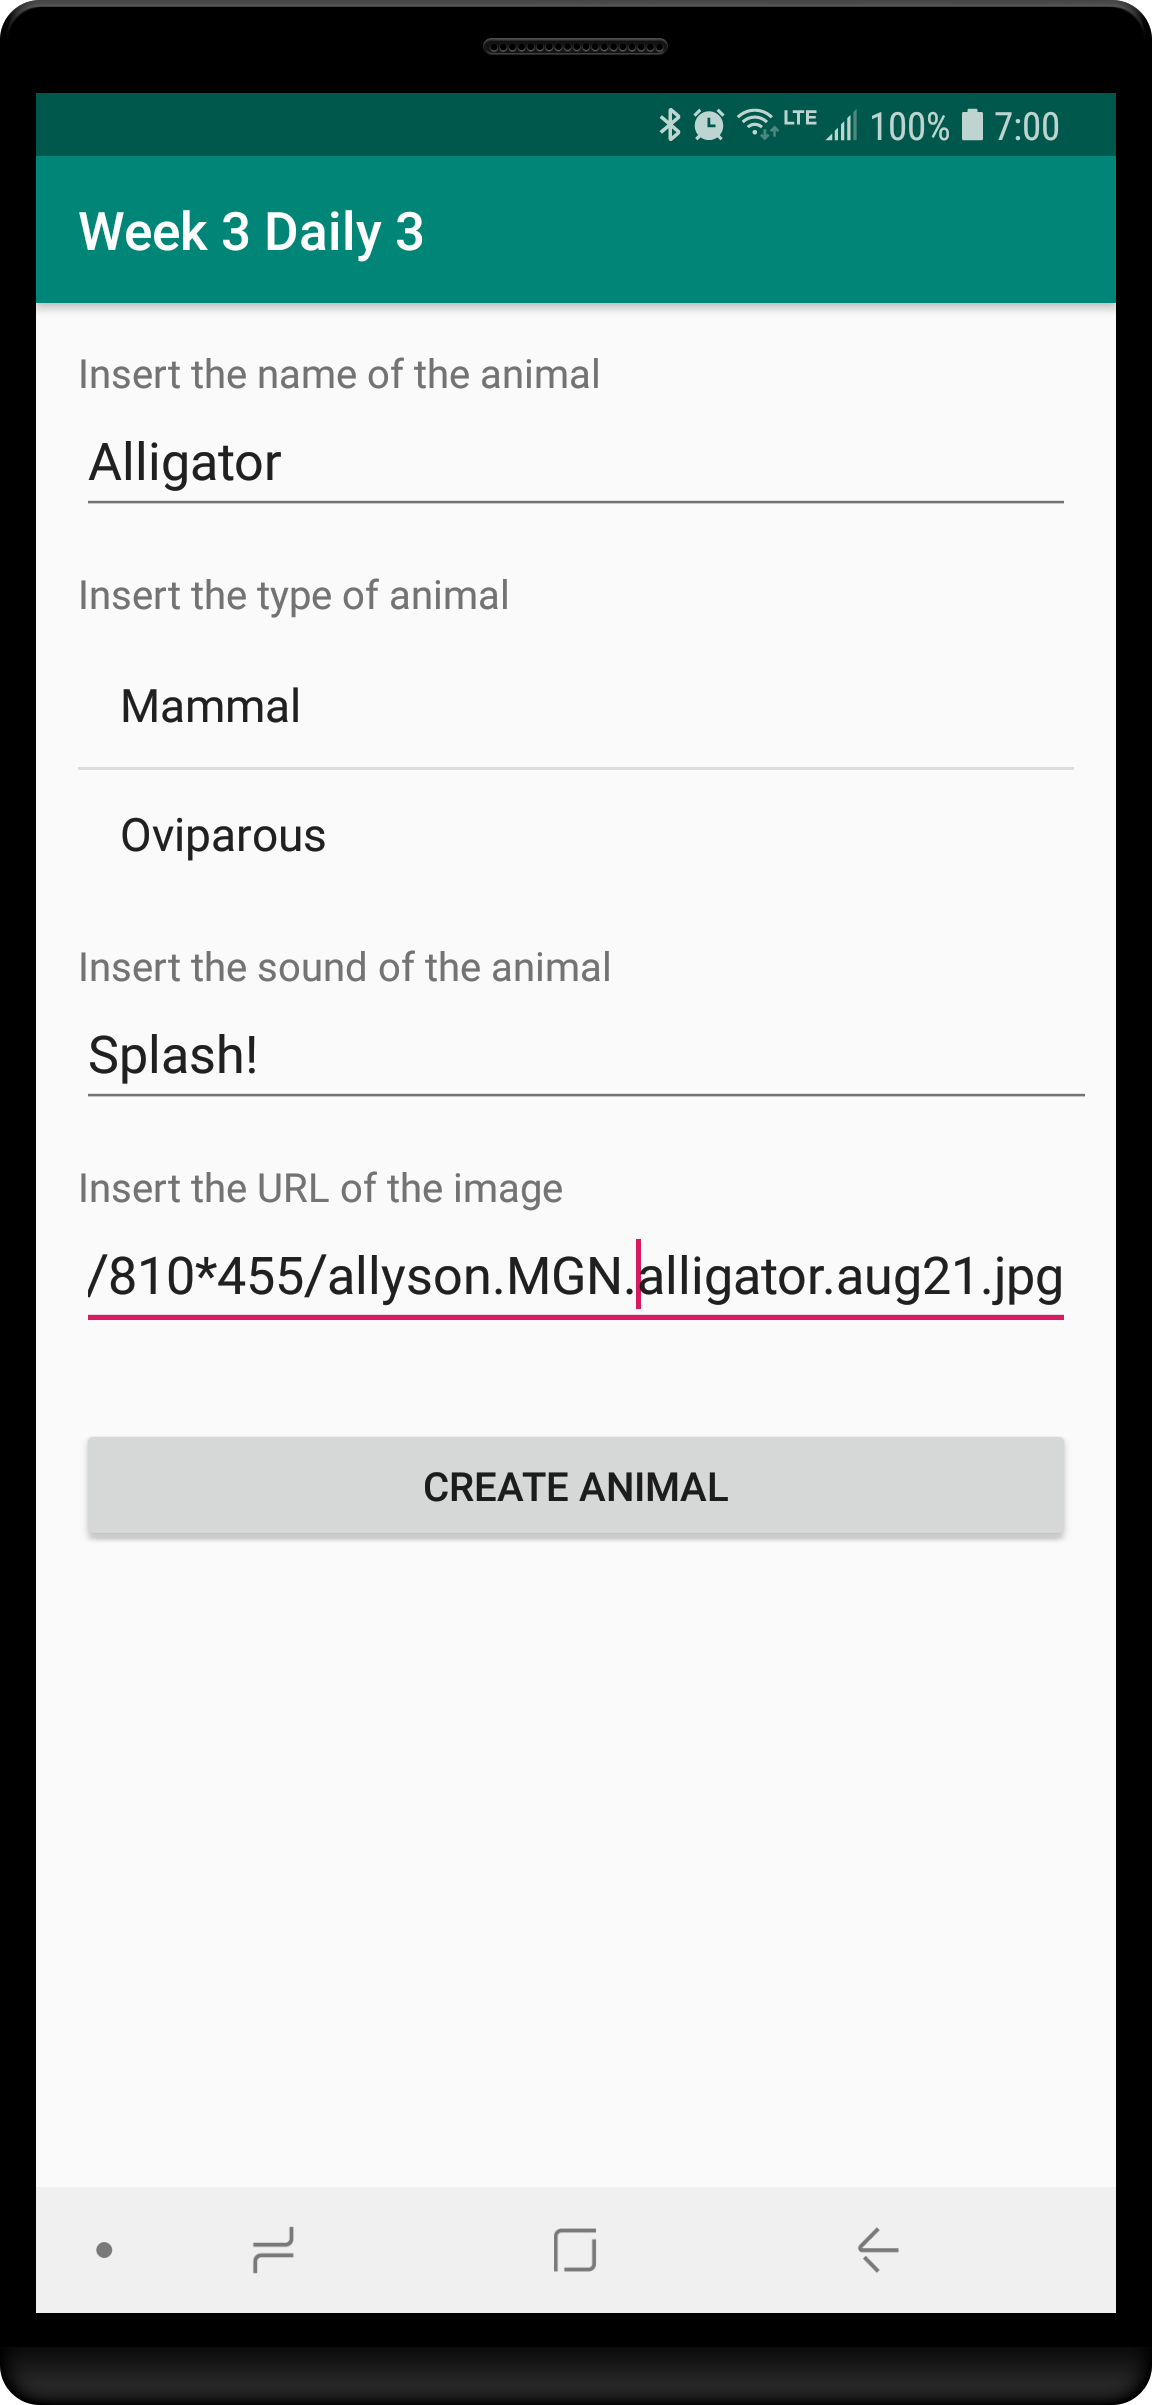 LTE 100% 7:00
Week 3 Daily 3
Insert the name of the animal
Alligator
Insert the type of animal
Mammal
Oviparous
Insert the sound of the animal
Splash!
Insert the URL of the image
/810*455/allyson.MGN.alligator.aug21.jpg
CREATE ANIMAL